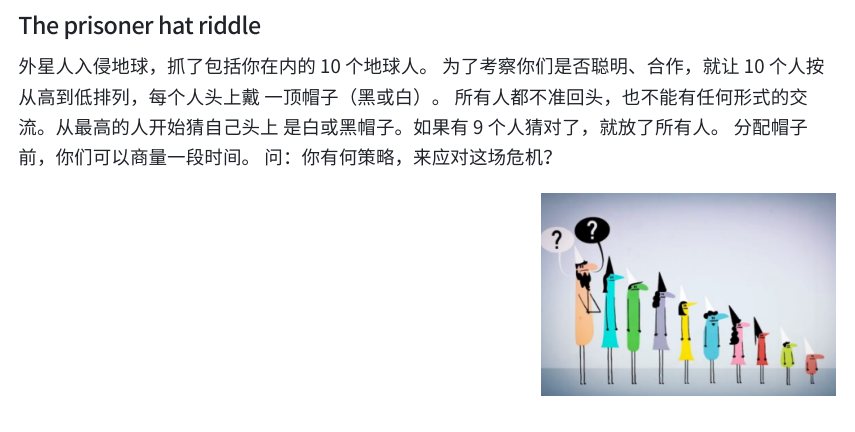 The prisoner hat riddle
外星人入侵地球，抓了包括你在内的 10 个地球人。 为了考察你们是否聪明、合作，就让 10 个人按
从高到低排列，每个人头上戴 一顶帽子（黑或白）。 所有人都不准回头，也不能有任何形式的交
流。从最高的人开始猜自己头上 是白或黑帽子。如果有 9 个人猜对了，就放了所有人。 分配帽子
前，你们可以商量一段时间。 问：你有何策略，来应对这场危机？
? ?